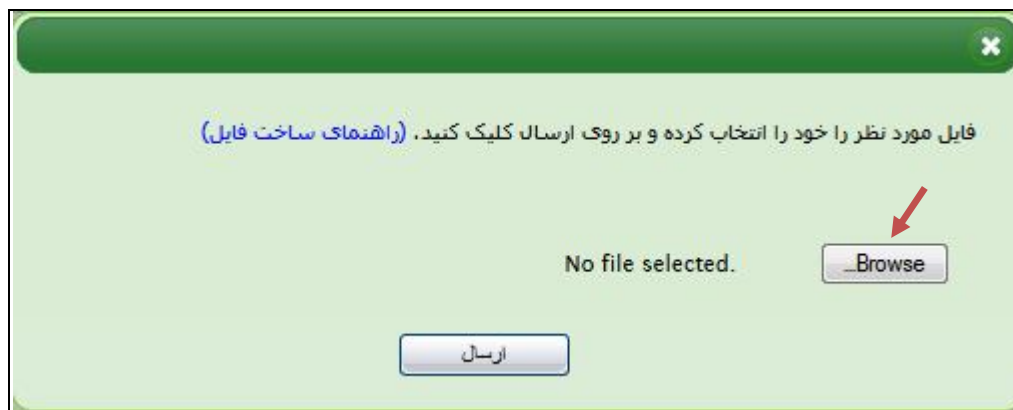 فایل مورد نظر را خود را انتخاب کرده و بر روی ارسال کلیک کنید. (راهنمای ساخت فایل)
No file selected. Browse...
ارسال